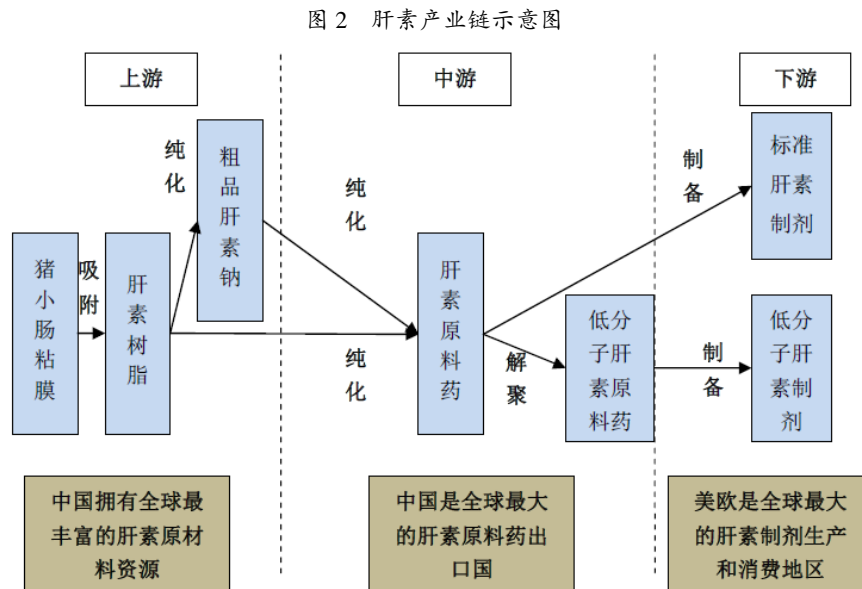 图 2 肝素产业链示意图
上游
中游
下游
猪小肠粘膜
吸附
肝素树脂
纯化
粗品肝素钠
纯化
纯化
肝素原料药
解聚
低分
子肝
素原
料药
制备
标准
肝素
制剂
制备
低分
子肝
素制
剂
中国拥有全球最
丰富的肝素原材
料资源
中国是全球最大
的肝素原料药出
口国
美欧是全球最大
的肝素制剂生产
和消费地区